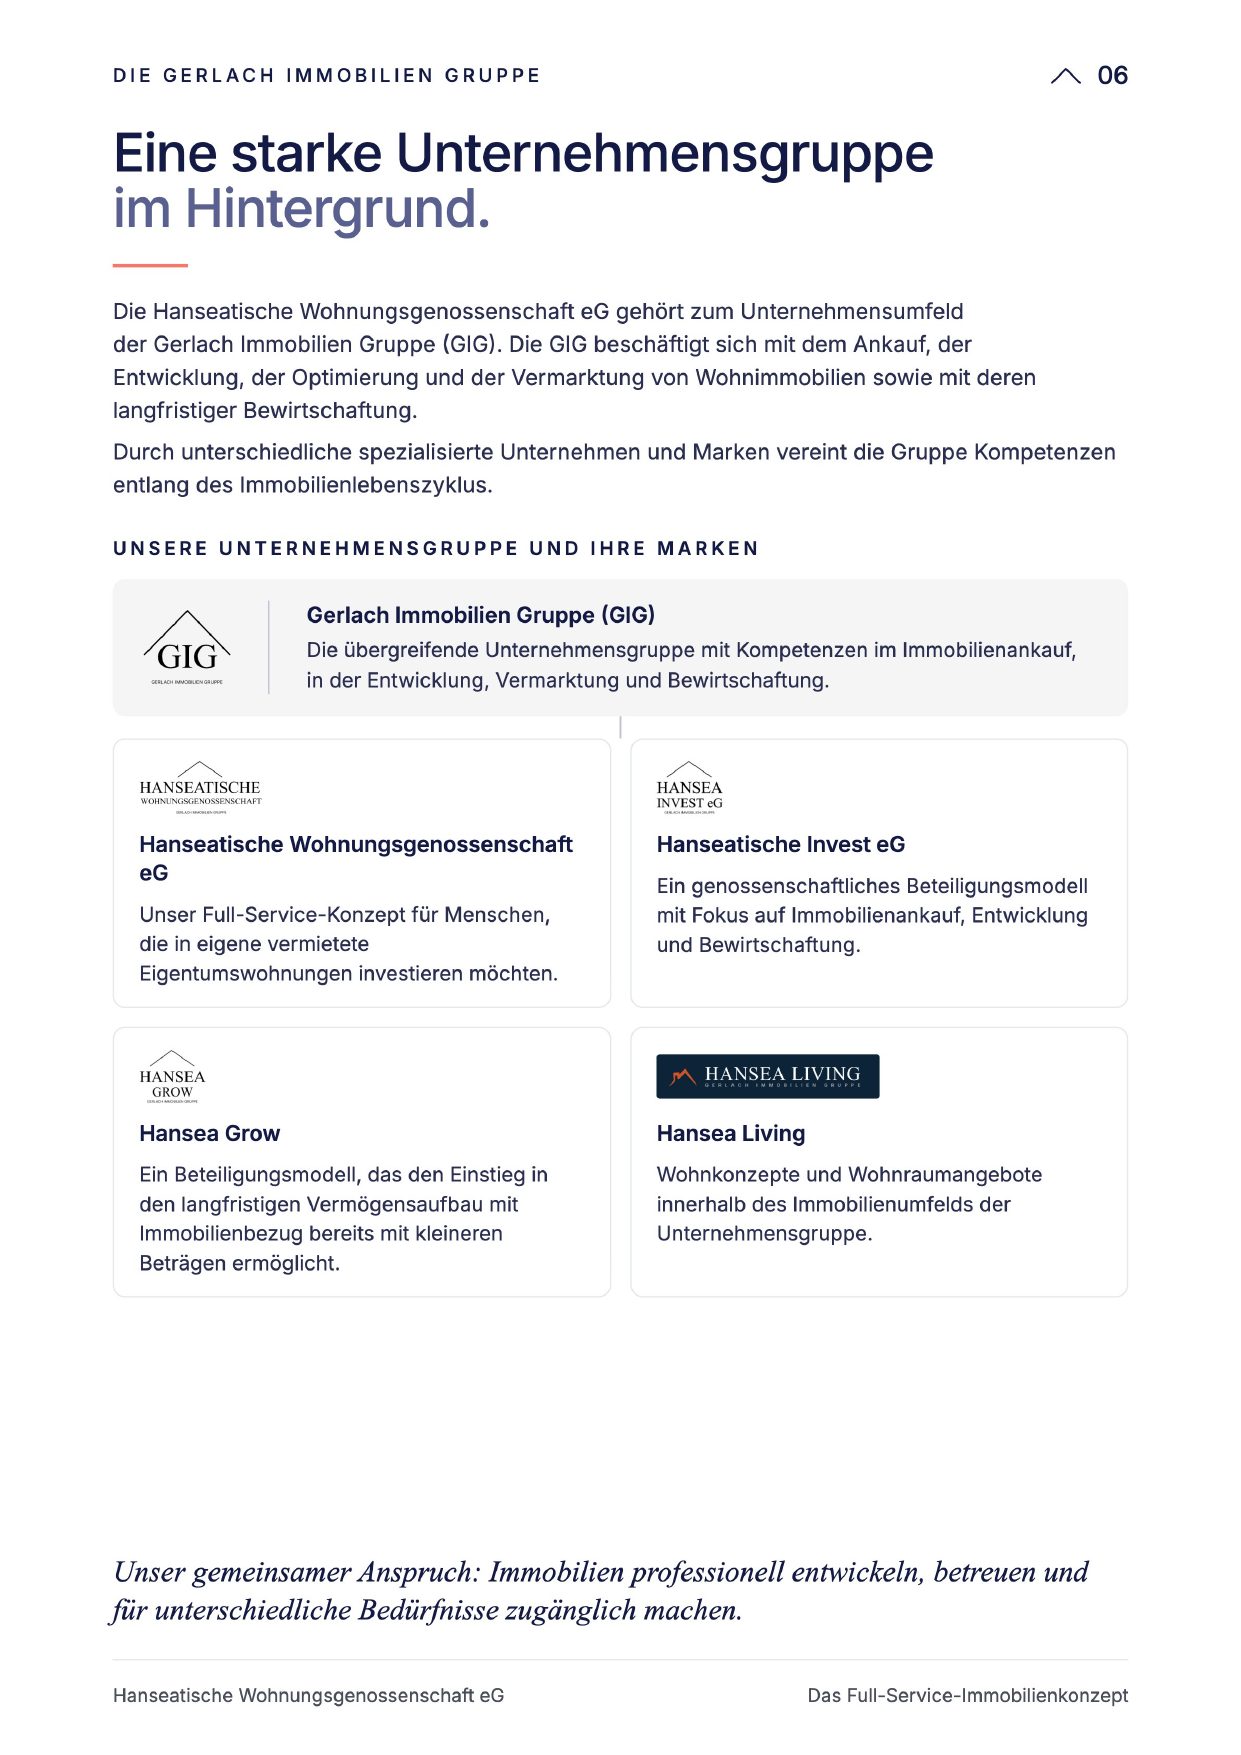 DIE GERLACH IMMOBILIEN GRUPPE
06
Eine starke Unternehmensgruppe
im Hintergrund.
Die Hanseatische Wohnungsgenossenschaft eG gehört zum Unternehmensumfeld
der Gerlach Immobilien Gruppe (GIG). Die GIG beschäftigt sich mit dem Ankauf, der
Entwicklung, der Optimierung und der Vermarktung von Wohnimmobilien sowie mit deren
langfristiger Bewirtschaftung.
Durch unterschiedliche spezialisierte Unternehmen und Marken vereint die Gruppe Kompetenzen
entlang des Immobilienlebenszyklus.
UNSERE UNTERNEHMENSGRUPPE UND IHRE MARKEN
GIG
GERLACH IMMOBILIEN GRUPPE
Gerlach Immobilien Gruppe (GIG)
Die übergreifende Unternehmensgruppe mit Kompetenzen im Immobilienankauf,
in der Entwicklung, Vermarktung und Bewirtschaftung.
HANSEATISCHE
WOHNUNGSGENOSSENSCHAFT
GERLACH IMMOBILIEN GRUPPE
Hanseatische Wohnungsgenossenschaft
eG
Unser Full-Service-Konzept für Menschen,
die in eigene vermietete
Eigentumswohnungen investieren möchten.
HANSEA
INVEST eG
GERLACH IMMOBILIEN GRUPPE
Hanseatische Invest eG
Ein genossenschaftliches Beteiligungsmodell
mit Fokus auf Immobilienankauf, Entwicklung
und Bewirtschaftung.
HANSEA
GROW
GERLACH IMMOBILIEN GRUPPE
Hansea Grow
Ein Beteiligungsmodell, das den Einstieg in
den langfristigen Vermögensaufbau mit
Immobilienbezug bereits mit kleineren
Beträgen ermöglicht.
HANSEA LIVING
GERLACH IMMOBILIEN GRUPPE
Hansea Living
Wohnkonzepte und Wohnraumangebote
innerhalb des Immobilienumfelds der
Unternehmensgruppe.
Unser gemeinsamer Anspruch: Immobilien professionell entwickeln, betreuen und
für unterschiedliche Bedürfnisse zugänglich machen.
Hanseatische Wohnungsgenossenschaft eG
Das Full-Service-Immobilienkonzept